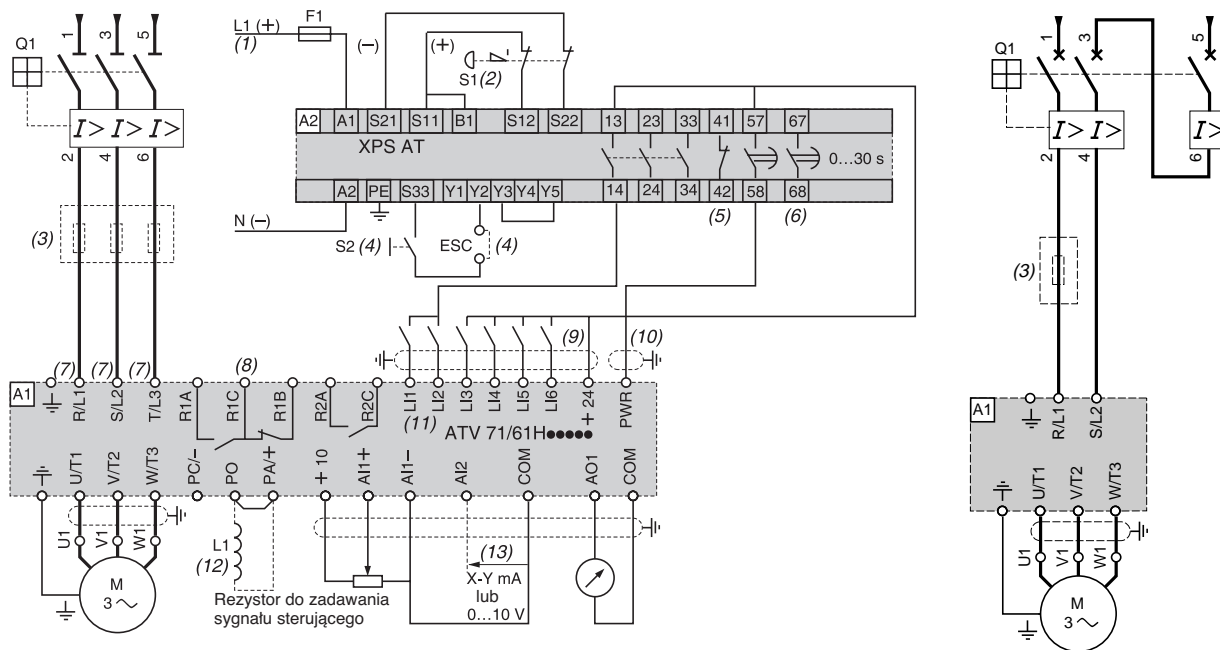 Q1
1 3 5
I> I> I>
2 4 6
(3)
L1 (+)
(1)
F1
(–)
(+)
S1 (2)
A2 A1 S21 S11 B1 S12 S22 13 23 33 41 57 67
XPS AT
0...30 s
A2 PE S33 Y1 Y2 Y3 Y4 Y5 14 24 34 42 58 68
(5) (6)
N (–)
S2 (4)
ESC
(4)
(9) (10)
(7) (7) (7) (8)
A1
R/L1 S/L2 T/L3 R1A R1C R1B R2A R2C LI1 LI2 LI3 LI4 LI5 LI6 +24 PWR
(11)
ATV 71/61H●●●●●
U/T1 V/T2 W/T3 PC/- PO PA/+ +10 AI1+ AI1- AI2 COM AO1 COM
U1 V1 W1
M
3~
L1
(12)
Rezystor do zadawania
sygnału sterującego
(13)
X-Y mA
lub
0...10 V
Q1
1 3 5
I> I> I>
2 4 6
(3)
A1
R/L1 S/L2
U/T1 V/T2 W/T3
U1 V1 W1
M
3~